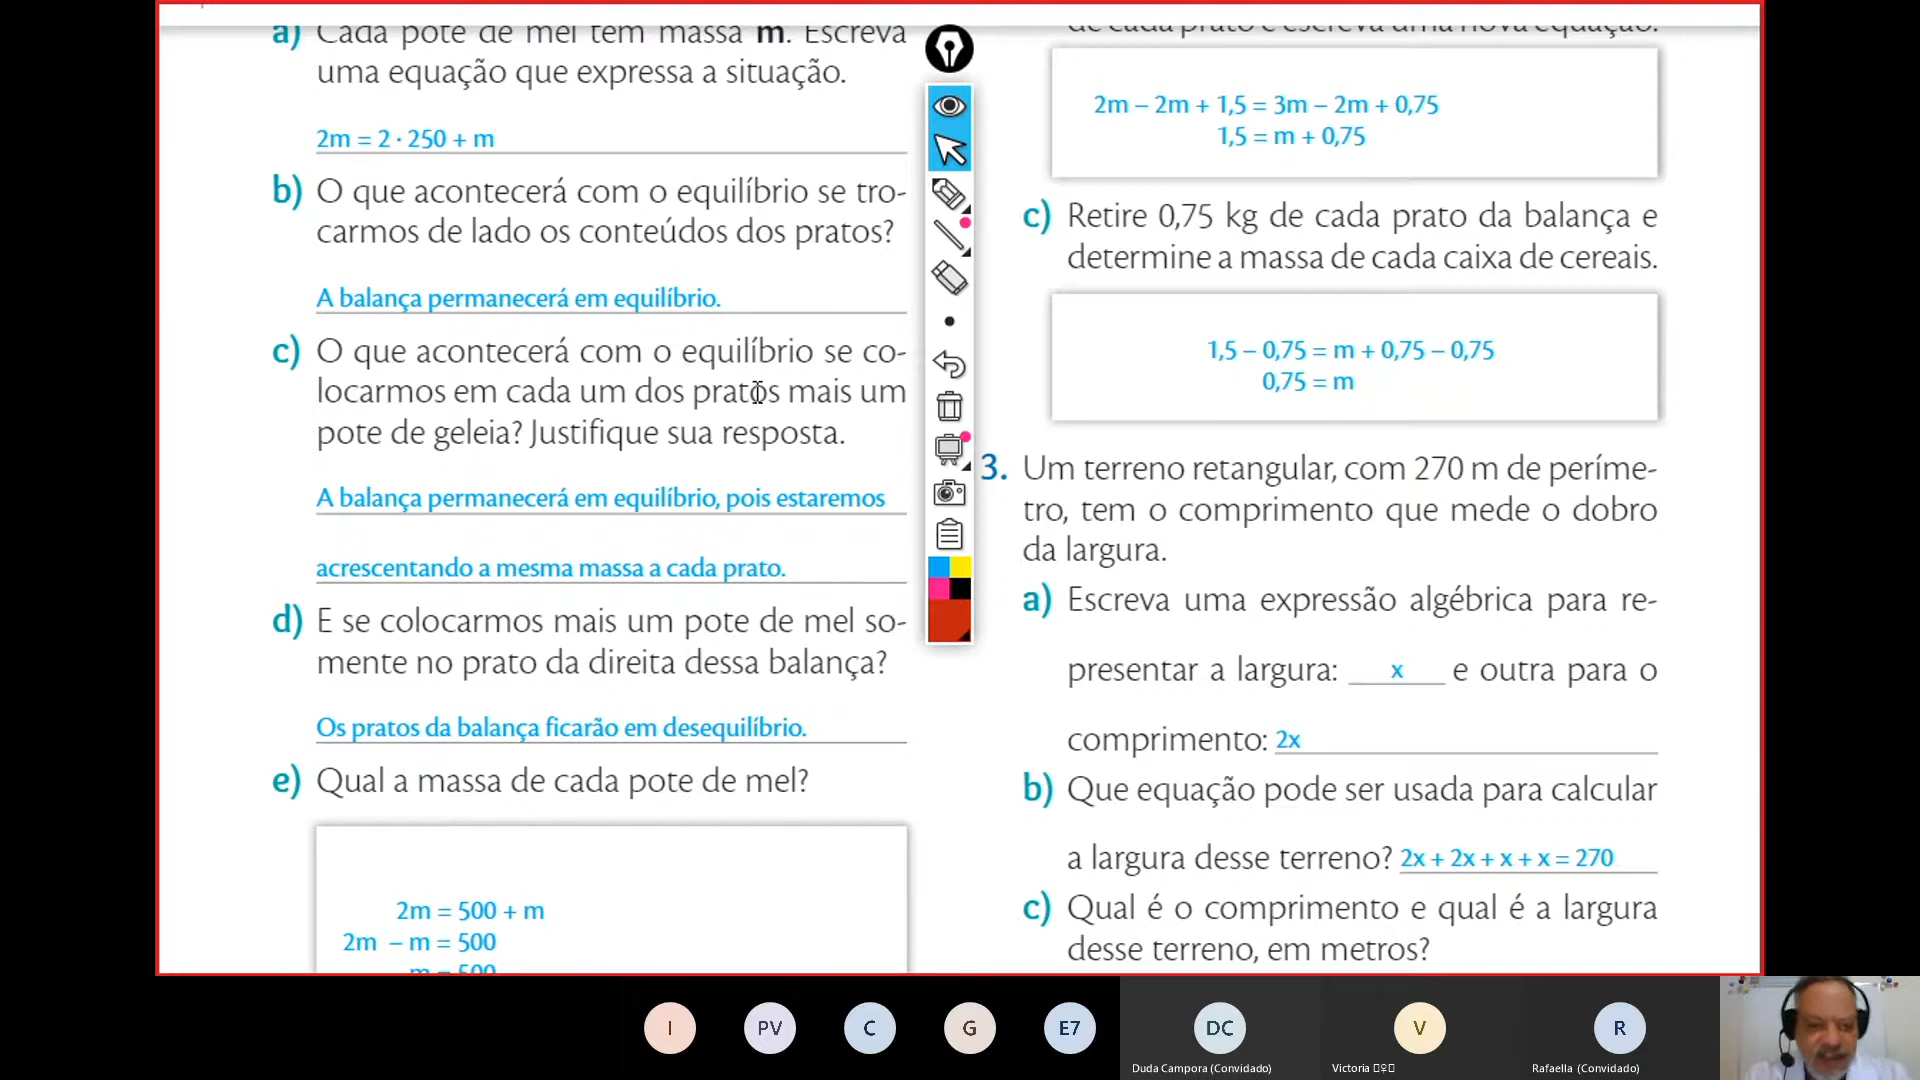 a) Cada pote de mel tem massa m. Escreva
uma equação que expressa a situação.
2m = 2 · 250 + m
b) O que acontecerá com o equilíbrio se tro-
carmos de lado os conteúdos dos pratos?
A balança permanecerá em equilíbrio.
c) O que acontecerá com o equilíbrio se co-
locarmos em cada um dos pratos mais um
pote de geleia? Justifique sua resposta.
A balança permanecerá em equilíbrio, pois estaremos
acrescentando a mesma massa a cada prato.
d) E se colocarmos mais um pote de mel so-
mente no prato da direita dessa balança?
Os pratos da balança ficarão em desequilíbrio.
e) Qual a massa de cada pote de mel?
2m = 500 + m
2m – m = 500
m = 500
de cada prato e escreva uma nova equação.
2m – 2m + 1,5 = 3m – 2m + 0,75
1,5 = m + 0,75
c) Retire 0,75 kg de cada prato da balança e
determine a massa de cada caixa de cereais.
1,5 – 0,75 = m + 0,75 – 0,75
0,75 = m
3. Um terreno retangular, com 270 m de períme-
tro, tem o comprimento que mede o dobro
da largura.
a) Escreva uma expressão algébrica para re-
presentar a largura: x e outra para o
comprimento: 2x
b) Que equação pode ser usada para calcular
a largura desse terreno? 2x + 2x + x + x = 270
c) Qual é o comprimento e qual é a largura
desse terreno, em metros?
I PV C G E7 DC V R
Duda Campora (Convidado) Victoria Rafaella (Convidado)